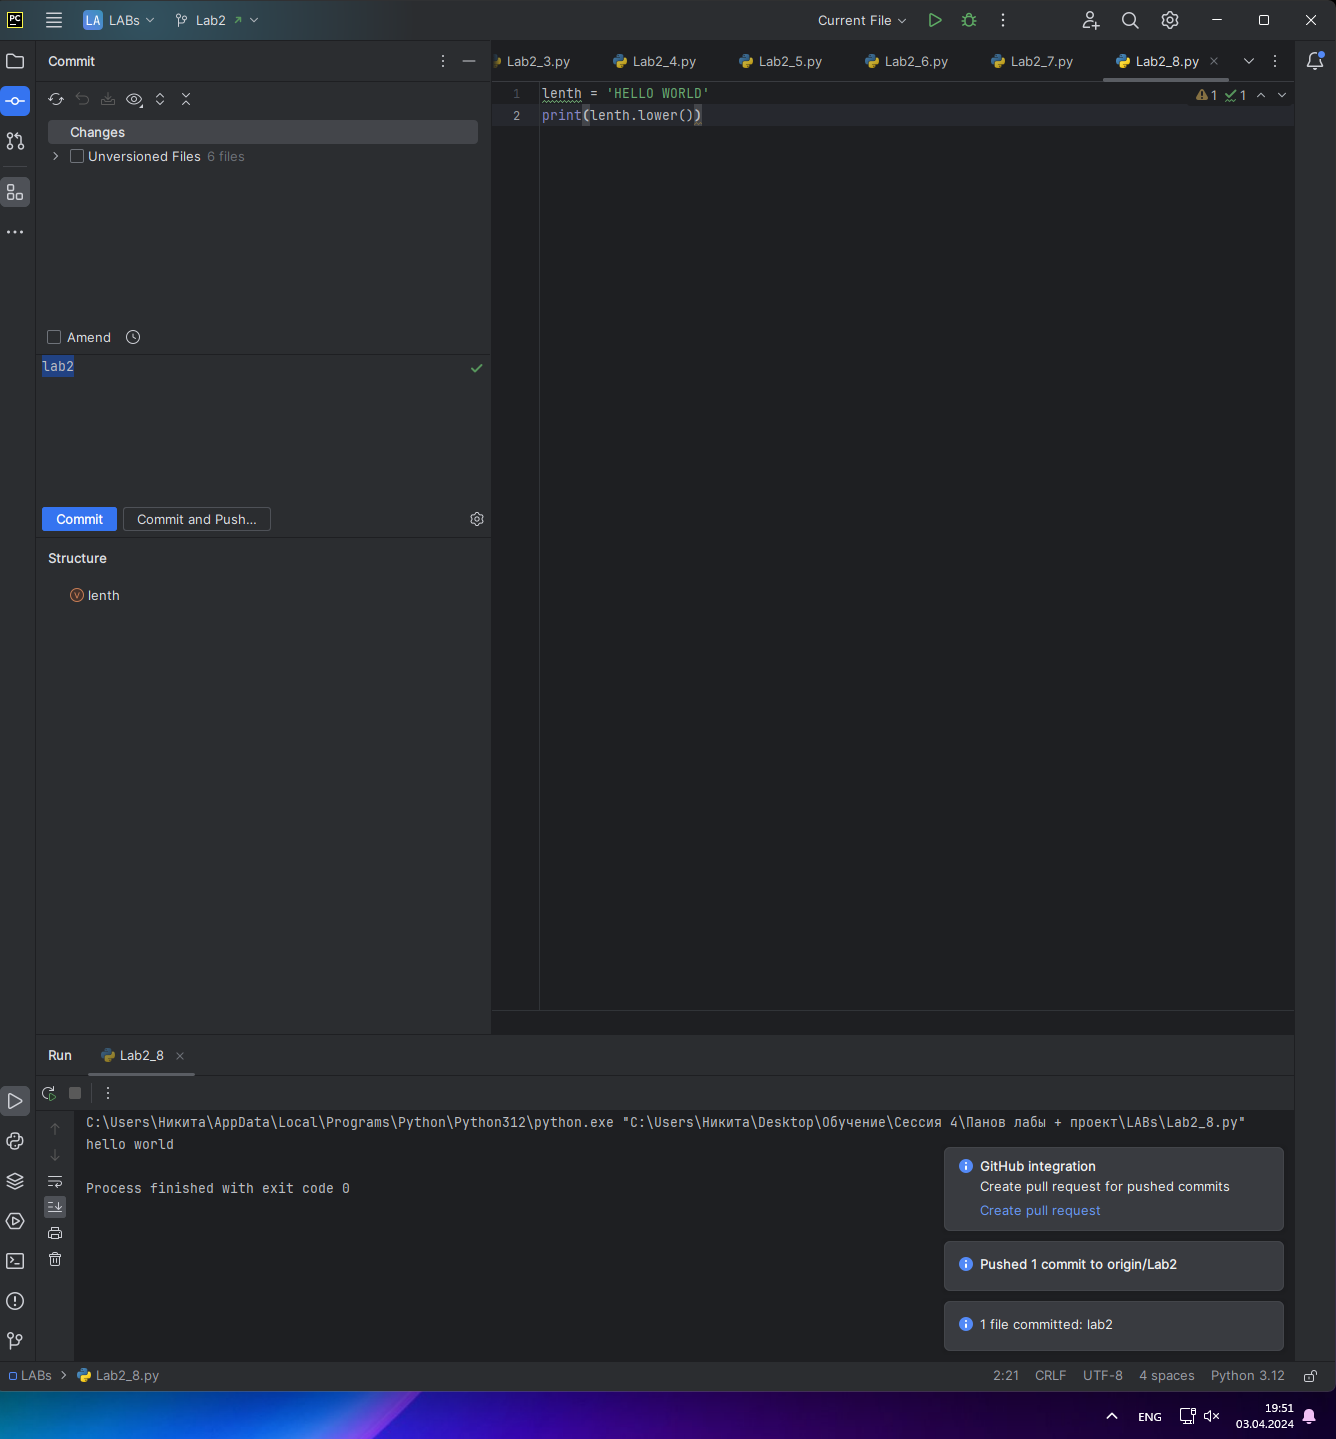 PC
LA LABs
Lab2
Current File
Commit
Changes
Unversioned Files 6 files
Amend
lab2
Commit
Commit and Push...
Structure
V lenth
Lab2_3.py
Lab2_4.py
Lab2_5.py
Lab2_6.py
Lab2_7.py
Lab2_8.py
1 lenth = 'HELLO WORLD'
2 print(lenth.lower())
1 1
Run
Lab2_8
C:\Users\Никита\AppData\Local\Programs\Python\Python312\python.exe "C:\Users\Никита\Desktop\Обучение\Сессия 4\Панов лабы + проект\LABs\Lab2_8.py"
hello world
Process finished with exit code 0
GitHub integration
Create pull request for pushed commits
Create pull request
Pushed 1 commit to origin/Lab2
1 file committed: lab2
LABs
Lab2_8.py
2:21 CRLF UTF-8 4 spaces Python 3.12
ENG
19:51
03.04.2024